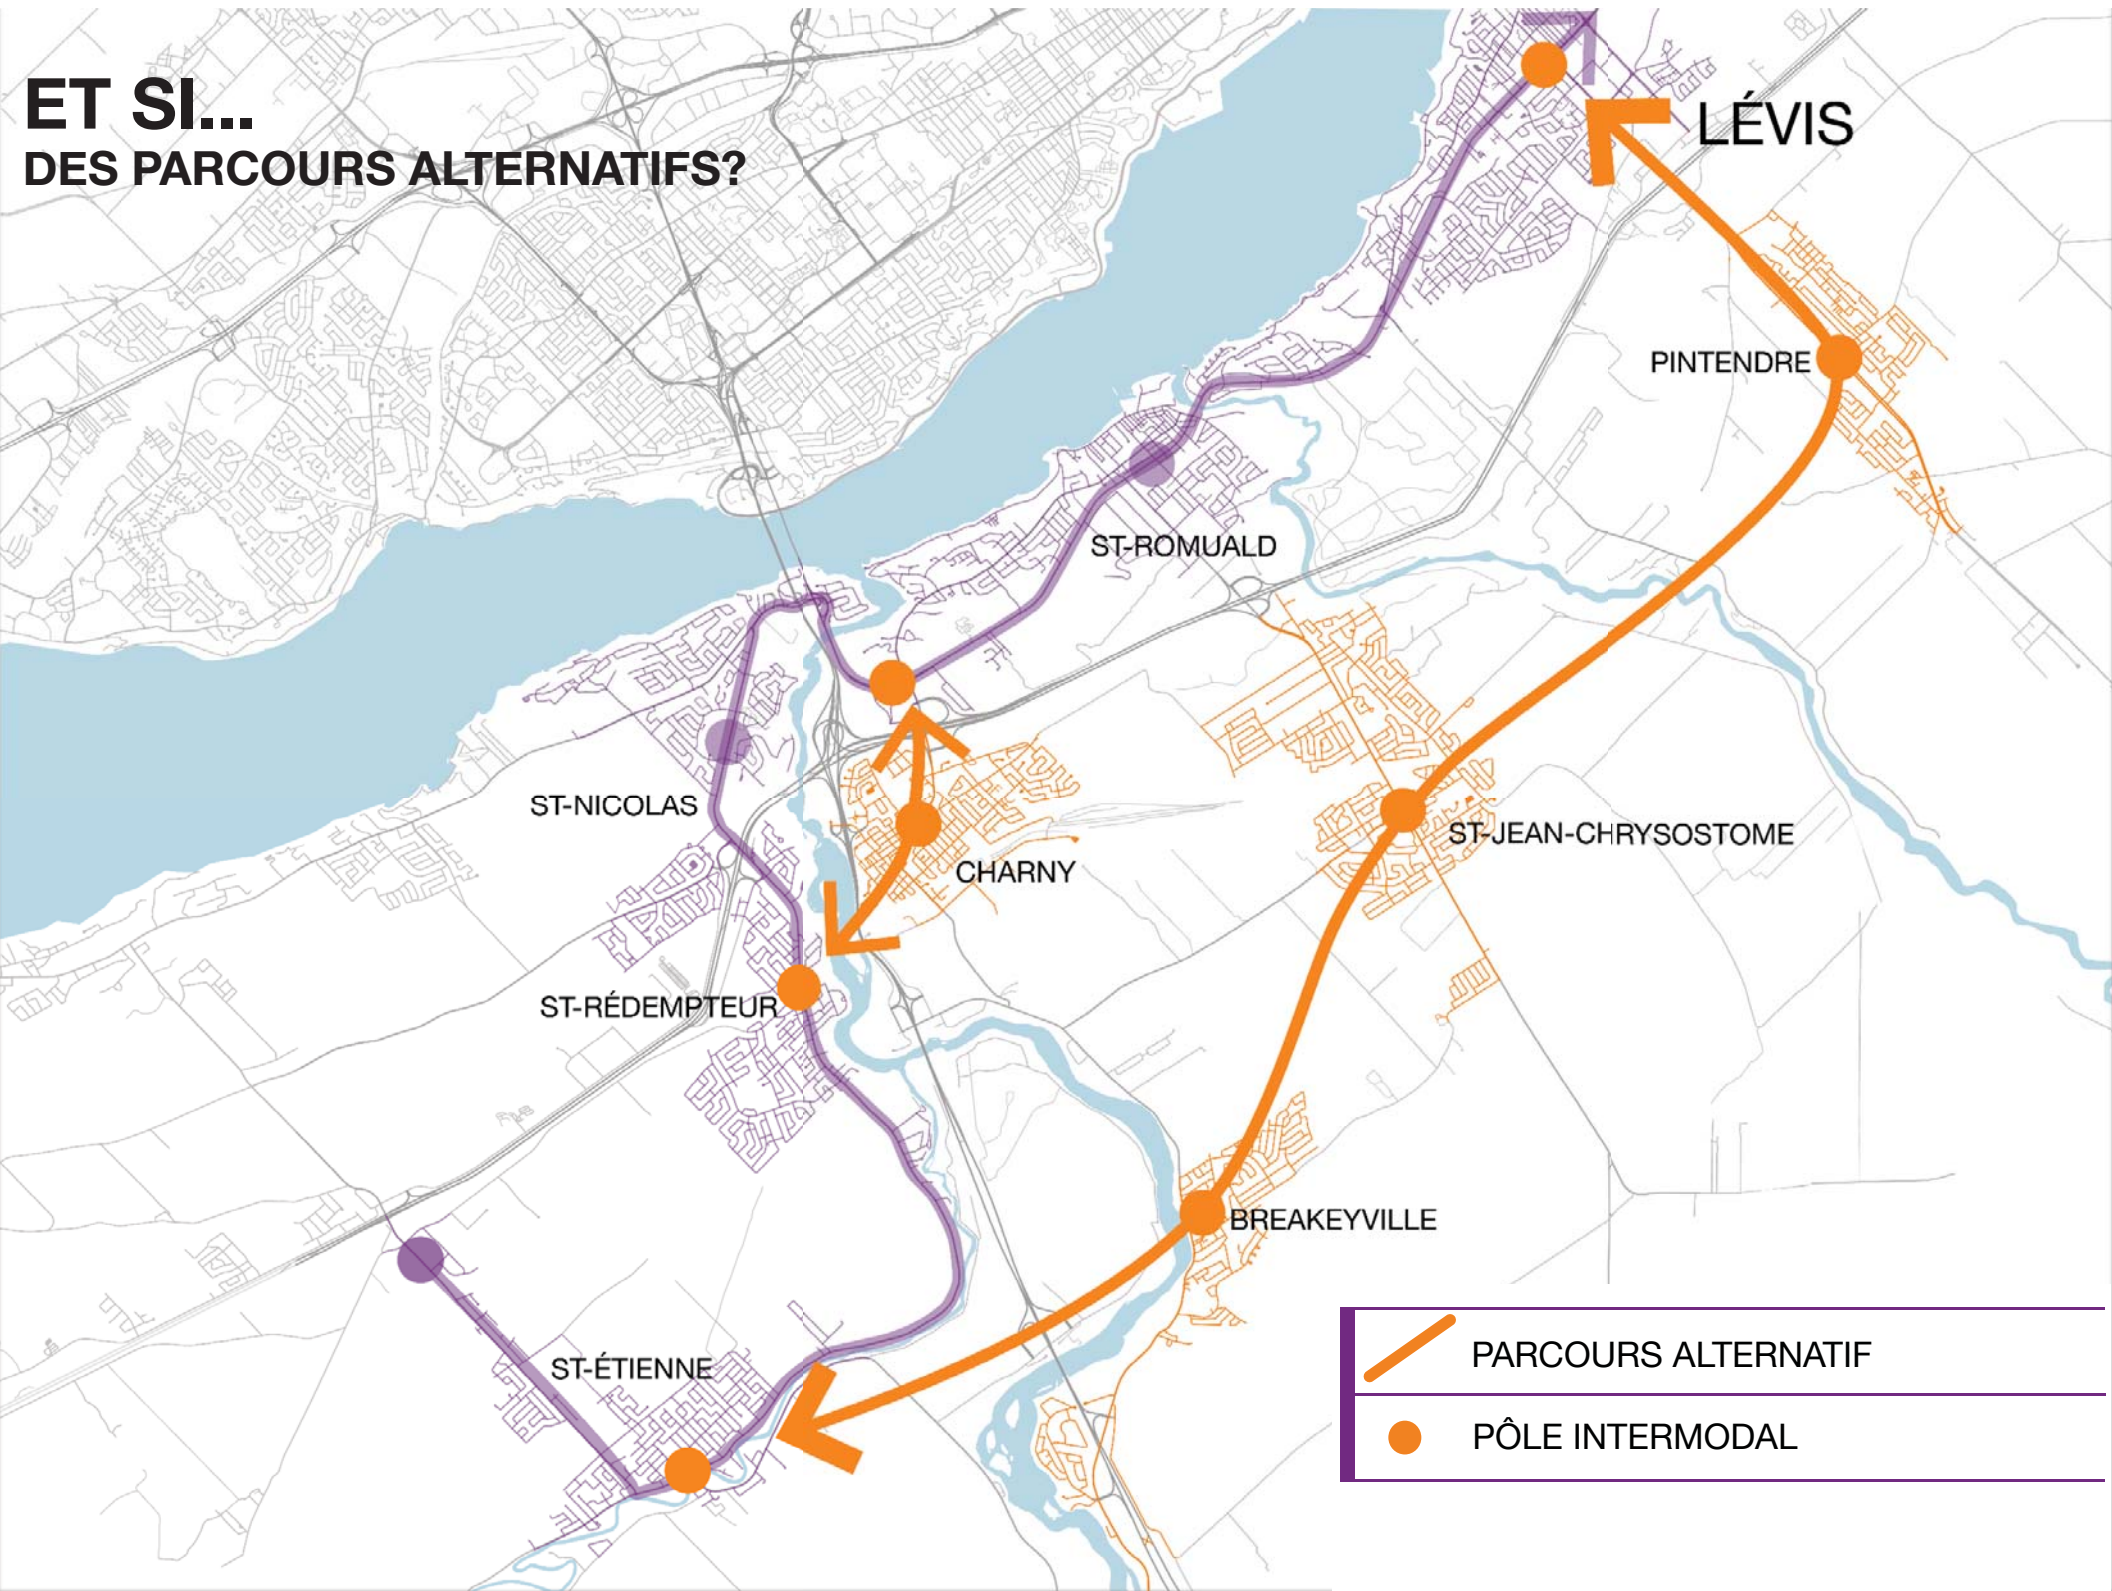 ET SI...
DES PARCOURS ALTERNATIFS?
LÉVIS
PINTENDRE
ST-ROMUALD
ST-NICOLAS
ST-JEAN-CHRYSOSTOME
CHARNY
ST-RÉDEMPTEUR
BREAKEYVILLE
ST-ÉTIENNE
PARCOURS ALTERNATIF
PÔLE INTERMODAL